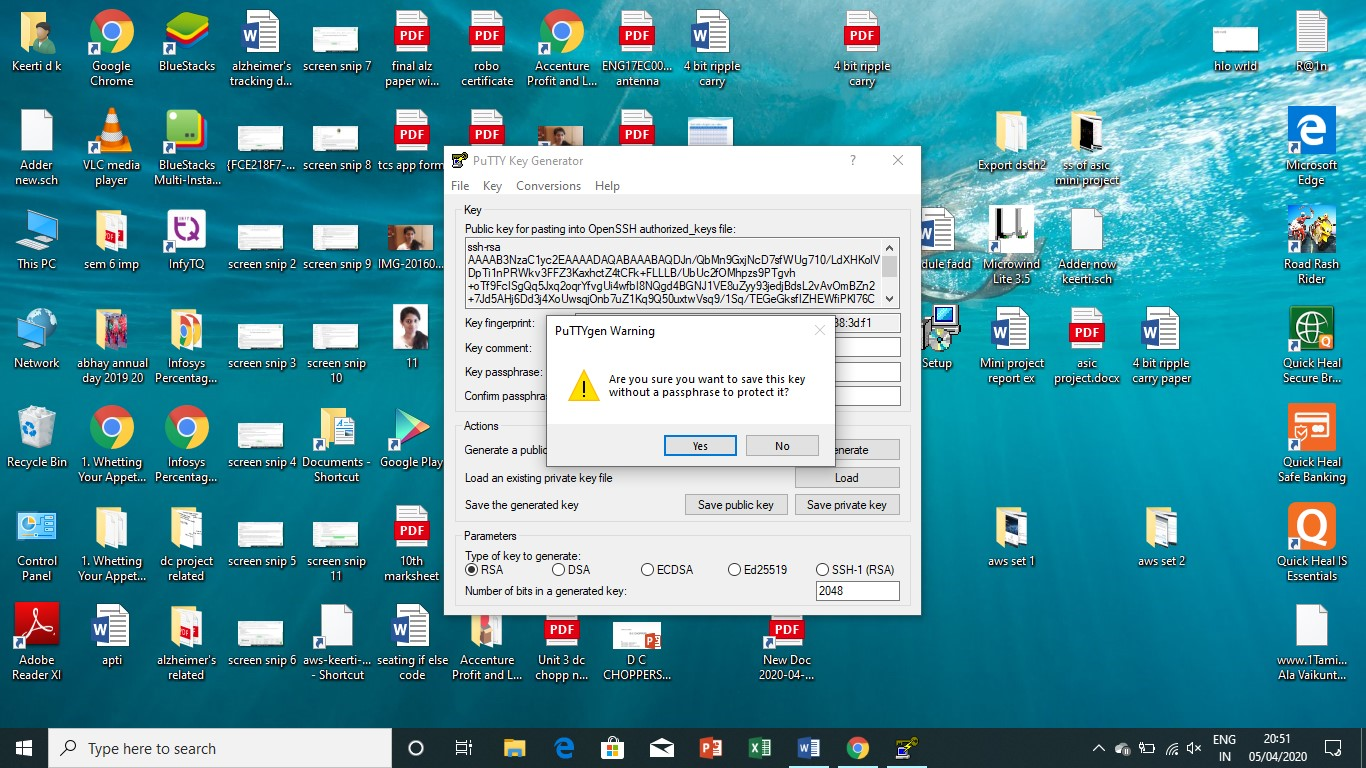 Keerti d k
Google
Chrome
BlueStacks
alzheimer's
tracking d...
screen snip 7
final alz
paper wi...
robo
certificate
Accenture
Profit and L...
ENG17EC00...
antenna
4 bit ripple
carry
4 bit ripple
carry
hlo wrld
R@1n
Adder
new.sch
VLC media
player
BlueStacks
Multi-Insta...
{FCE218F7-...
screen snip 8
tcs app form
Export dsch2
ss of asic
mini project
Microsoft
Edge
This PC
sem 6 imp
InfyTQ
screen snip 2
screen snip 9
IMG-20160...
dule fadd
Microwind
Lite 3.5
Adder now
keerti.sch
Road Rash
Rider
Network
abhay annual
day 2019 20
Infosys
Percentag...
screen snip 3
screen snip
10
11
Setup
Mini project
report ex
asic
project.docx
4 bit ripple
carry paper
Quick Heal
Secure Br...
Recycle Bin
1. Whetting
Your Appet...
Infosys
Percentag...
screen snip 4
Documents -
Shortcut
Google Play
Quick Heal
Safe Banking
Control
Panel
1. Whetting
Your Appet...
dc project
related
screen snip 5
screen snip
11
10th
marksheet
aws set 1
aws set 2
Quick Heal IS
Essentials
Adobe
Reader XI
apti
alzheimer's
related
screen snip 6
aws-keerti-...
- Shortcut
seating if else
code
Accenture
Profit and L...
Unit 3 dc
chopp n...
D C
CHOPPERS...
New Doc
2020-04-...
www.1Tami...
Ala Vaikunt...
PuTTY Key Generator
?
File Key Conversions Help
Key
Public key for pasting into OpenSSH authorized_keys file:
ssh-rsa
Key fingerprint:
38:3d:f1
Key comment:
Key passphrase:
Confirm passphra
Actions
Generate a public
enerate
Load an existing private key file
Load
Save the generated key
Save public key
Save private key
Parameters
Type of key to generate:
RSA DSA ECDSA Ed25519 SSH-1 (RSA)
Number of bits in a generated key:
2048
PuTTYgen Warning
Are you sure you want to save this key
without a passphrase to protect it?
Yes
No
Type here to search
ENG
IN
20:51
05/04/2020